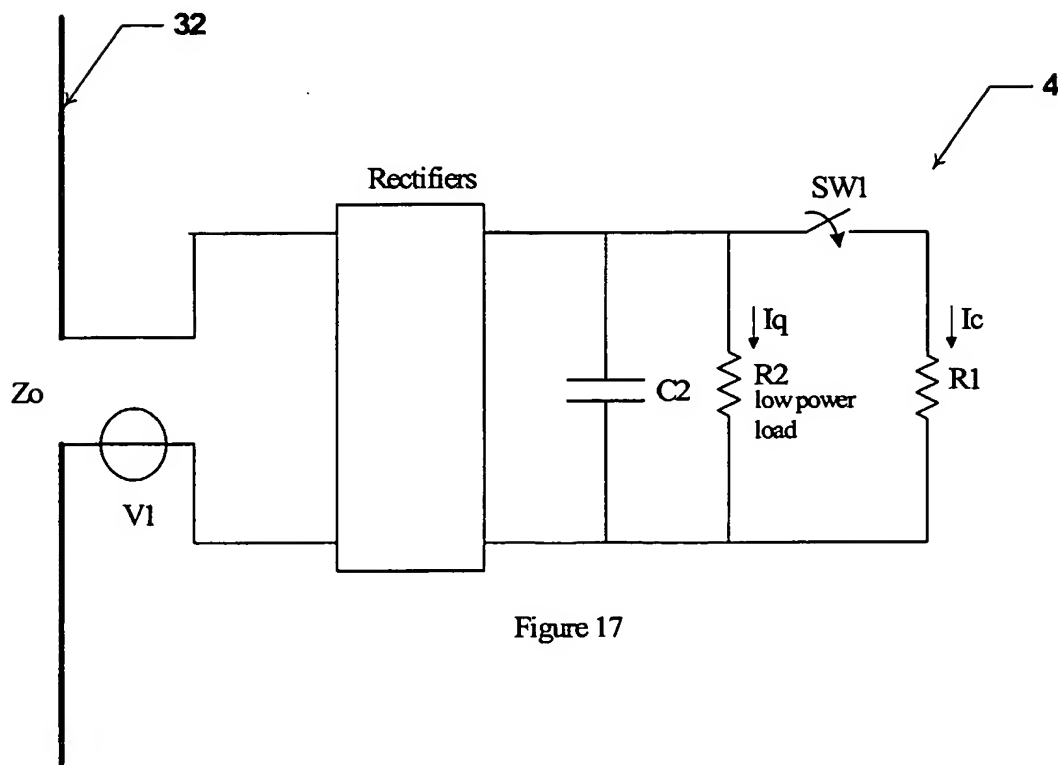 32
4
Rectifiers
SW1
Iq
Ic
Zo
C2
R2
low power
load
R1
V1
Figure 17